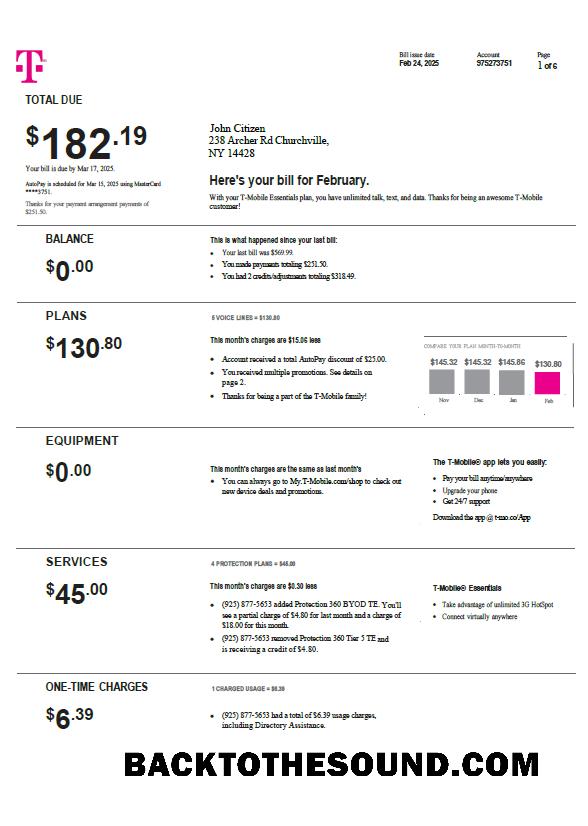 T
Bill issue date
Feb 24, 2025
Account
975273751
Page
1 of 6
TOTAL DUE
$182.19
Your bill is due by Mar 17, 2025.
AutoPay is scheduled for Mar 15, 2025 using MasterCard
****3751.
Thanks for your payment arrangement payments of
$251.50.
John Citizen
238 Archer Rd Churchville,
NY 14428
Here's your bill for February.
With your T-Mobile Essentials plan, you have unlimited talk, text, and data. Thanks for being an awesome T-Mobile
customer!
BALANCE
$0.00
This is what happened since your last bill:
• Your last bill was $569.99.
• You made payments totaling $251.50.
• You had 2 credits/adjustments totaling $318.49.
PLANS
$130.80
5 VOICE LINES = $130.80
This month's charges are $15.06 less
• Account received a total AutoPay discount of $25.00.
• You received multiple promotions. See details on
page 2.
• Thanks for being a part of the T-Mobile family!
COMPARE YOUR PLAN MONTH-TO-MONTH
$145.32 $145.32 $145.86 $130.80
Nov Dec Jan Feb
EQUIPMENT
$0.00
This month's charges are the same as last month's
• You can always go to My.T-Mobile.com/shop to check out
new device deals and promotions.
The T-Mobile® app lets you easily:
• Pay your bill anytime/anywhere
• Upgrade your phone
• Get 24/7 support
Download the app @ t-mo.co/App
SERVICES
$45.00
4 PROTECTION PLANS = $45.00
This month's charges are $0.30 less
• (925) 877-5653 added Protection 360 BYOD TE. You'll
see a partial charge of $4.80 for last month and a charge of
$18.00 for this month.
• (925) 877-5653 removed Protection 360 Tier 5 TE and
is receiving a credit of $4.80.
T-Mobile® Essentials
• Take advantage of unlimited 3G HotSpot
• Connect virtually anywhere
ONE-TIME CHARGES
$6.39
1 CHARGED USAGE = $6.39
• (925) 877-5653 had a total of $6.39 usage charges,
including Directory Assistance.
BACKTOTHESOUND.COM